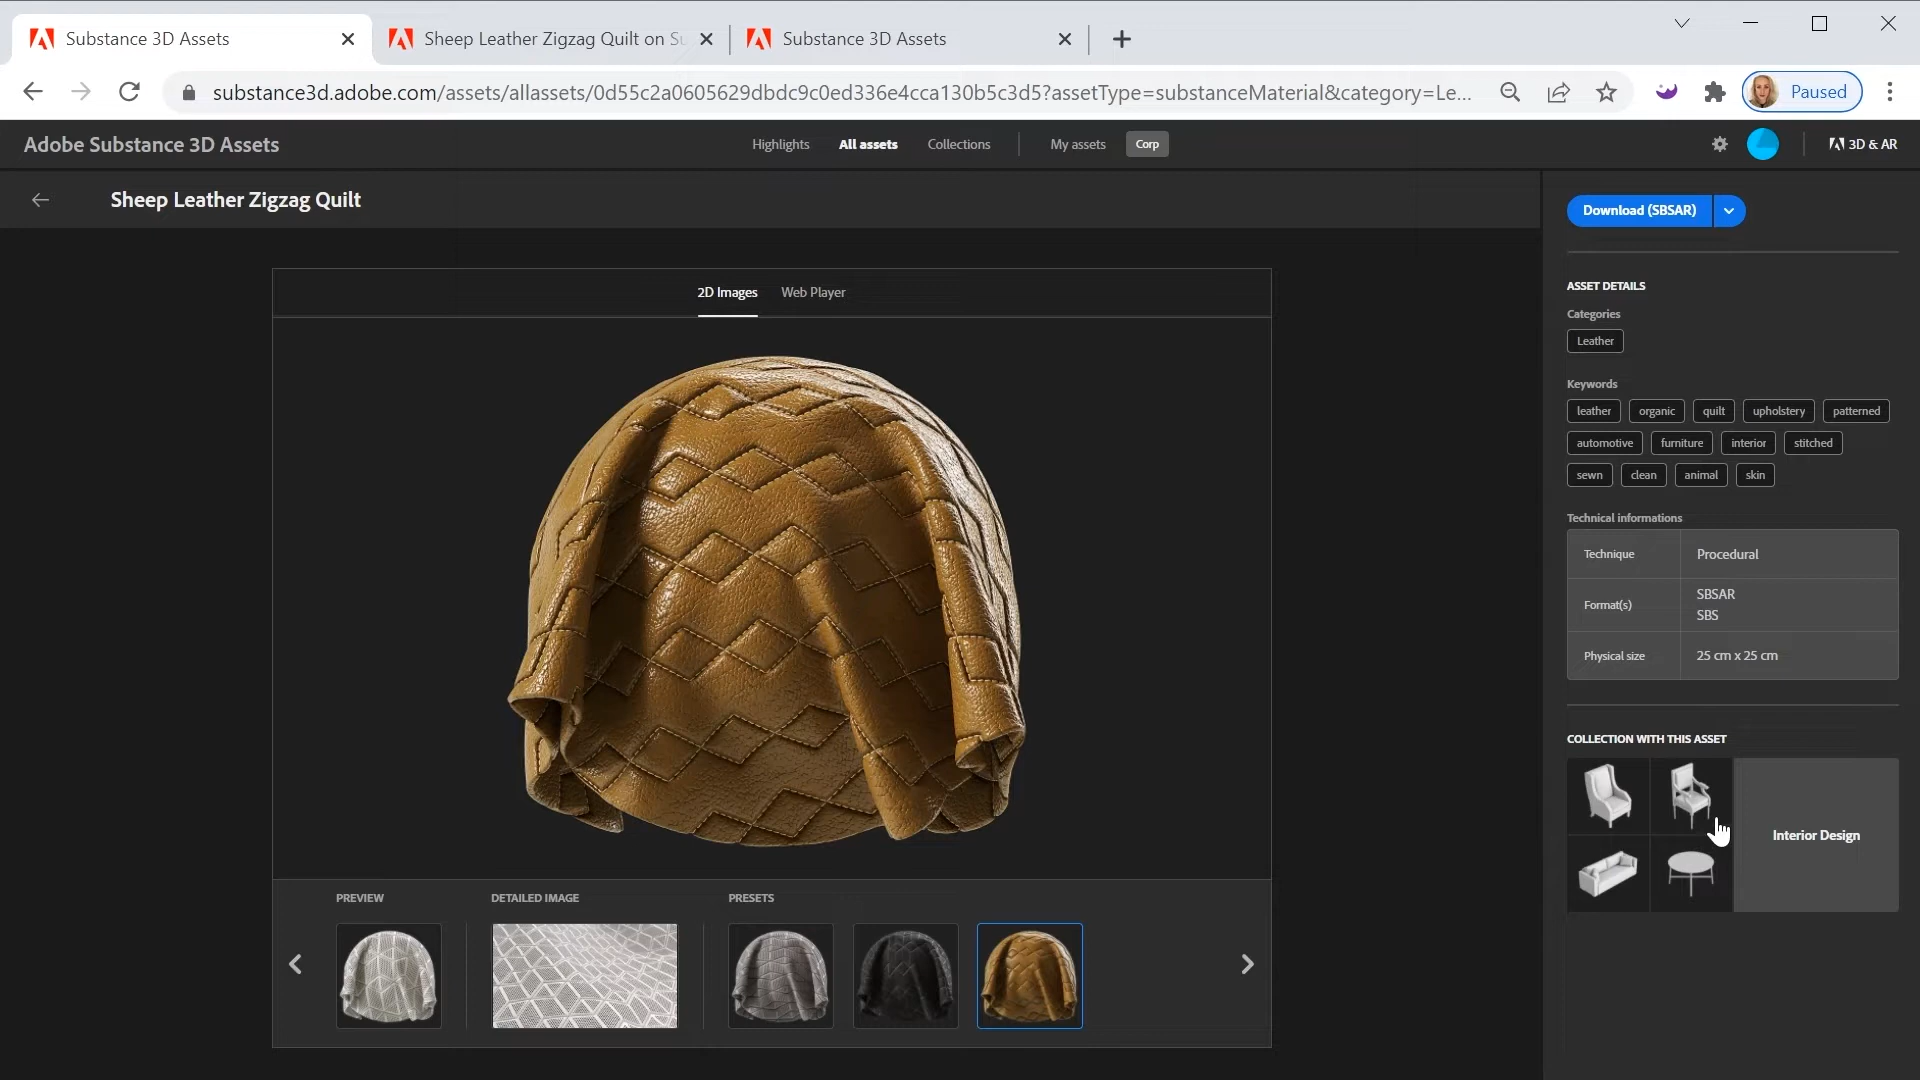 Substance 3D Assets
Sheep Leather Zigzag Quilt on Su
Substance 3D Assets
substance3d.adobe.com/assets/allassets/0d55c2a0605629dbdc9c0ed336e4cca130b5c3d5?assetType=substanceMaterial&category=Le...
Paused
Adobe Substance 3D Assets
Highlights
All assets
Collections
My assets
Corp
3D & AR
Sheep Leather Zigzag Quilt
Download (SBSAR)
2D Images
Web Player
ASSET DETAILS
Categories
Leather
Keywords
leather organic quilt upholstery patterned
automotive furniture interior stitched
sewn clean animal skin
Technical informations
Technique Procedural
Format(s) SBSAR
SBS
Physical size 25 cm x 25 cm
COLLECTION WITH THIS ASSET
Interior Design
PREVIEW
DETAILED IMAGE
PRESETS